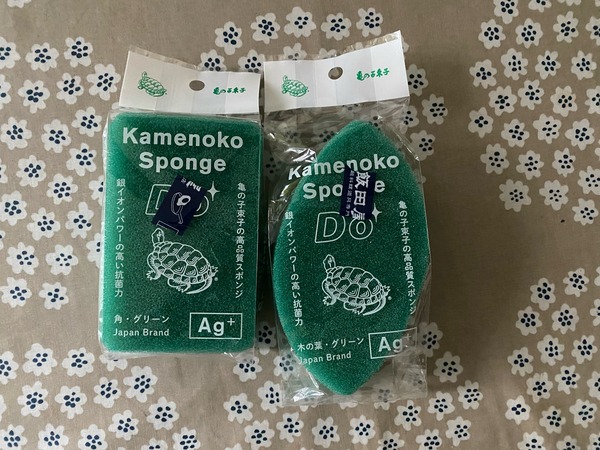 亀の子束子
Kamenoko
Sponge
Do
亀の子束子の高品質スポンジ
銀イオンパワーの高い抗菌力
角・グリーン
Japan Brand
Ag+
亀の子束子
Kamenoko
Sponge
飯田屋
Do
亀の子束子の高品質スポンジ
銀イオンパワーの高い抗菌力
木の葉・グリーン
Japan Brand
Ag+